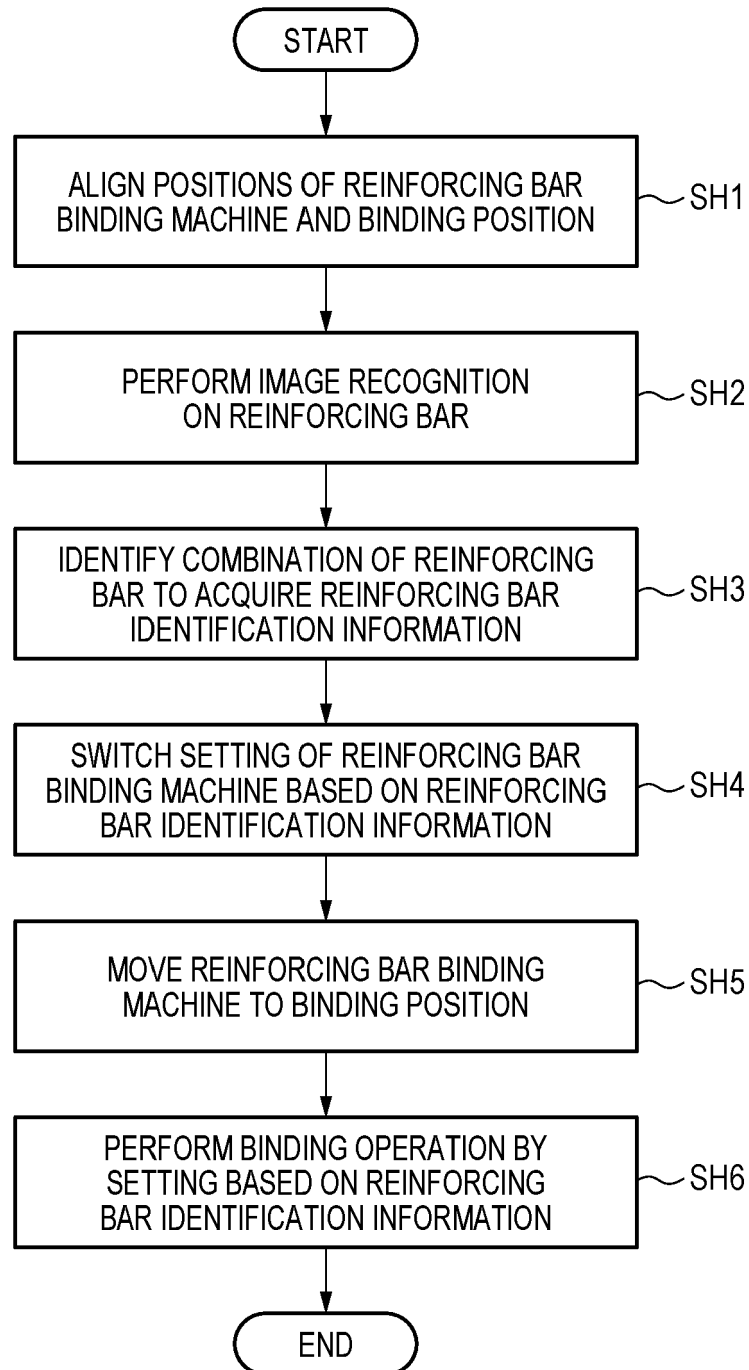 START
ALIGN POSITIONS OF REINFORCING BAR
BINDING MACHINE AND BINDING POSITION
SH1
PERFORM IMAGE RECOGNITION
ON REINFORCING BAR
SH2
IDENTIFY COMBINATION OF REINFORCING
BAR TO ACQUIRE REINFORCING BAR
IDENTIFICATION INFORMATION
SH3
SWITCH SETTING OF REINFORCING BAR
BINDING MACHINE BASED ON REINFORCING
BAR IDENTIFICATION INFORMATION
SH4
MOVE REINFORCING BAR BINDING
MACHINE TO BINDING POSITION
SH5
PERFORM BINDING OPERATION BY
SETTING BASED ON REINFORCING
BAR IDENTIFICATION INFORMATION
SH6
END